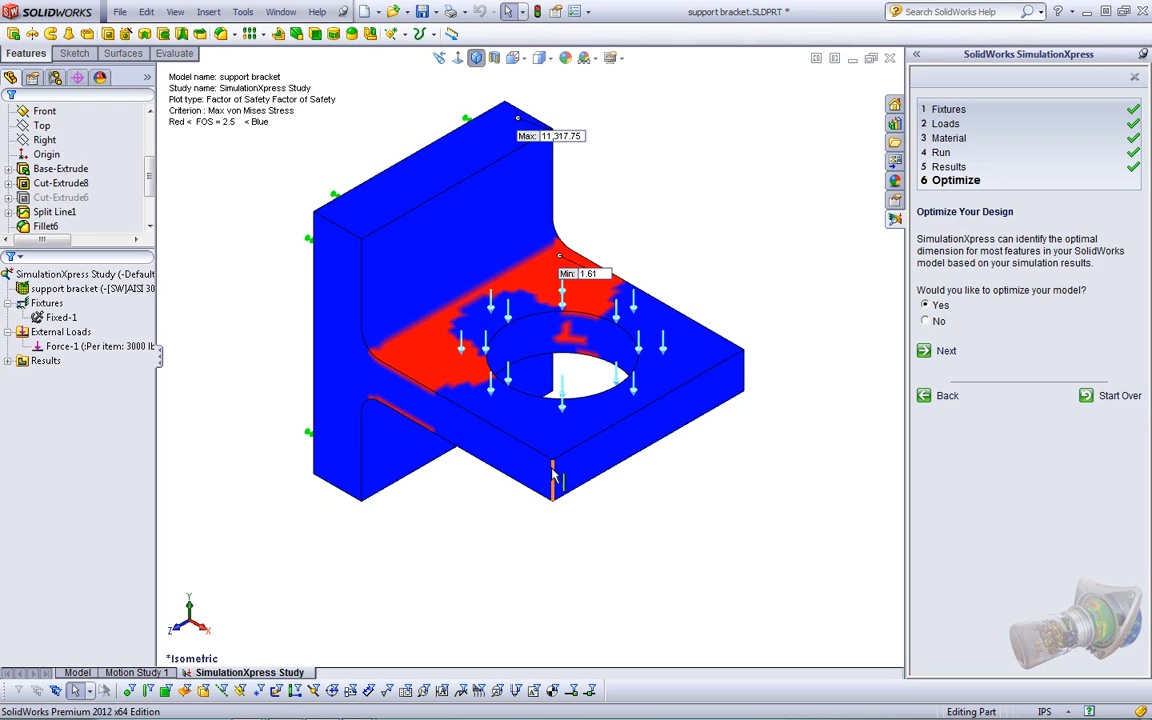 SOLIDWORKS File Edit View Insert Tools Window Help support bracket.SLDPRT * Search SolidWorks Help
Features Sketch Surfaces Evaluate
SolidWorks SimulationXpress
Front
Top
Right
Origin
Base-Extrude
Cut-Extrude8
Cut-Extrude6
Split Line1
Fillet6
SimulationXpress Study (-Default
support bracket (-[SW]AISI 30
Fixtures
Fixed-1
External Loads
Force-1 (:Per item: 3000 lb
Results
Model name: support bracket
Study name: SimulationXpress Study
Plot type: Factor of Safety Factor of Safety
Criterion : Max von Mises Stress
Red < FOS = 2.5 < Blue
Max: 11,317.75
Min: 1.61
Y
Z X
*Isometric
1 Fixtures
2 Loads
3 Material
4 Run
5 Results
6 Optimize
Optimize Your Design
SimulationXpress can identify the optimal
dimension for most features in your SolidWorks
model based on your simulation results.
Would you like to optimize your model?
Yes
No
Next
Back Start Over
Model Motion Study 1 SimulationXpress Study
SolidWorks Premium 2012 x64 Edition Editing Part IPS